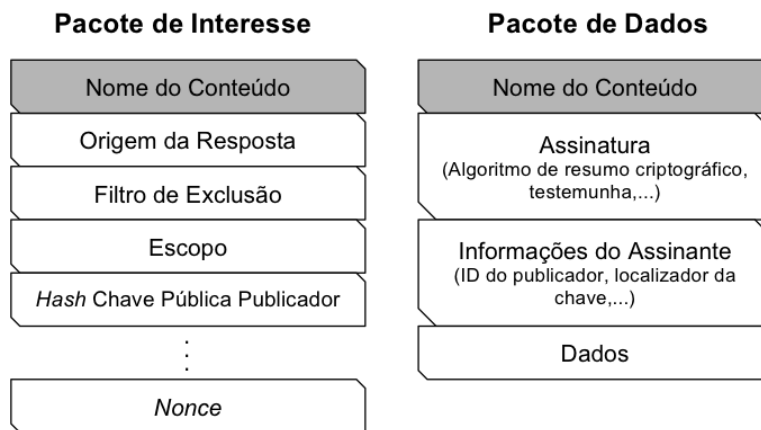 Pacote de Interesse
Nome do Conteúdo
Origem da Resposta
Filtro de Exclusão
Escopo
Hash Chave Pública Publicador
Nonce
Pacote de Dados
Nome do Conteúdo
Assinatura
(Algoritmo de resumo criptográfico,
testemunha,...)
Informações do Assinante
(ID do publicador, localizador da
chave,...)
Dados